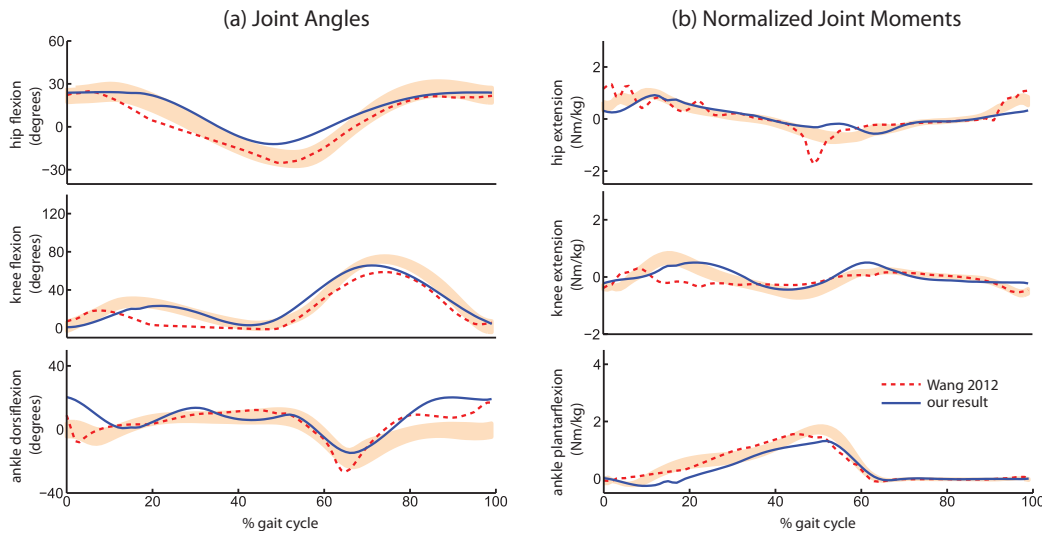 (a) Joint Angles
hip flexion
(degrees)
60
30
0
−30
knee flexion
(degrees)
120
80
40
0
ankle dorsiflexion
(degrees)
40
0
−40
0
20
40
60
80
100
% gait cycle
(b) Normalized Joint Moments
hip extension
(Nm/kg)
2
0
−2
knee extension
(Nm/kg)
2
0
−2
ankle plantarflexion
(Nm/kg)
4
2
0
Wang 2012
our result
0
20
40
60
80
100
% gait cycle